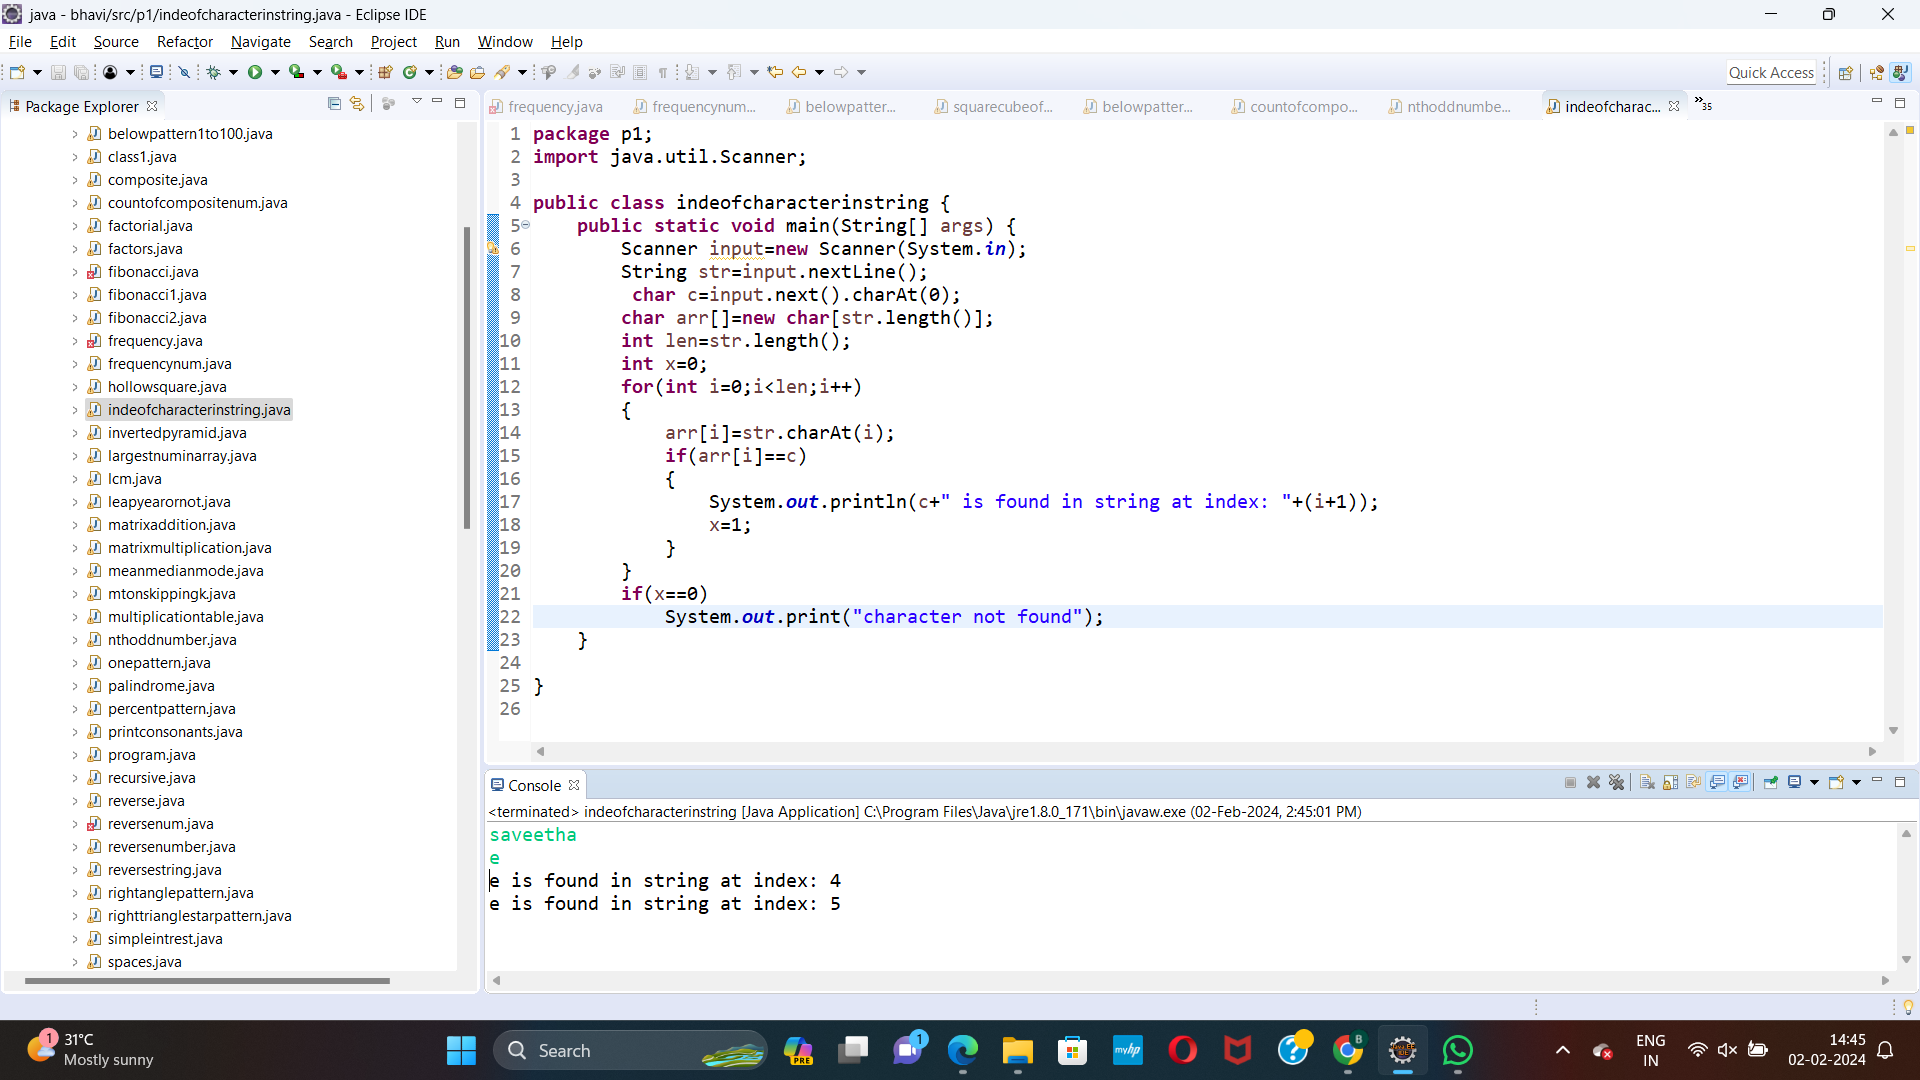 java - bhavi/src/p1/indeofcharacterinstring.java - Eclipse IDE
File Edit Source Refactor Navigate Search Project Run Window Help
Quick Access
Package Explorer
belowpattern1to100.java
class1.java
composite.java
countofcompositenum.java
factorial.java
factors.java
fibonacci.java
fibonacci1.java
fibonacci2.java
frequency.java
frequencynum.java
hollowsquare.java
indeofcharacterinstring.java
invertedpyramid.java
largestnuminarray.java
lcm.java
leapyearornot.java
matrixaddition.java
matrixmultiplication.java
meanmedianmode.java
mtonskippingk.java
multiplicationtable.java
nthoddnumber.java
onepattern.java
palindrome.java
percentpattern.java
printconsonants.java
program.java
recursive.java
reverse.java
reversenum.java
reversenumber.java
reversestring.java
rightanglepattern.java
righttrianglestarpattern.java
simpleintrest.java
spaces.java
frequency.java frequencynum... belowpatter... squarecubeof... belowpatter... countofcompo... nthoddnumbe... indeofcharac... »35
1 package p1;
2 import java.util.Scanner;
3
4 public class indeofcharacterinstring {
5 public static void main(String[] args) {
6 Scanner input=new Scanner(System.in);
7 String str=input.nextLine();
8 char c=input.next().charAt(0);
9 char arr[]=new char[str.length()];
10 int len=str.length();
11 int x=0;
12 for(int i=0;i<len;i++)
13 {
14 arr[i]=str.charAt(i);
15 if(arr[i]==c)
16 {
17 System.out.println(c+" is found in string at index: "+(i+1));
18 x=1;
19 }
20 }
21 if(x==0)
22 System.out.print("character not found");
23 }
24
25 }
26
Console
<terminated> indeofcharacterinstring [Java Application] C:\Program Files\Java\jre1.8.0_171\bin\javaw.exe (02-Feb-2024, 2:45:01 PM)
saveetha
e
e is found in string at index: 4
e is found in string at index: 5
1
31°C
Mostly sunny
Search
PRE
1
myhp
B
ENG
IN
14:45
02-02-2024